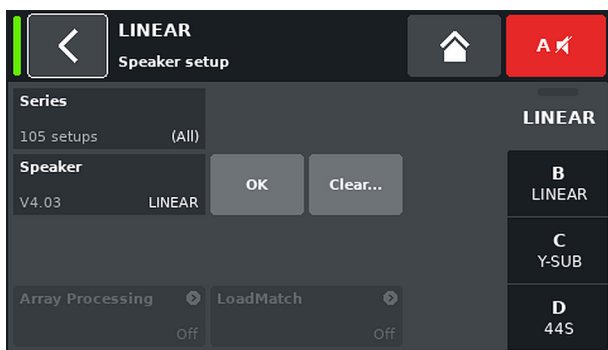 LINEAR
Speaker setup
A
Series
105 setups (All)
LINEAR
Speaker
V4.03 LINEAR
OK
Clear...
B
LINEAR
C
Y-SUB
Array Processing
Off
LoadMatch
Off
D
44S